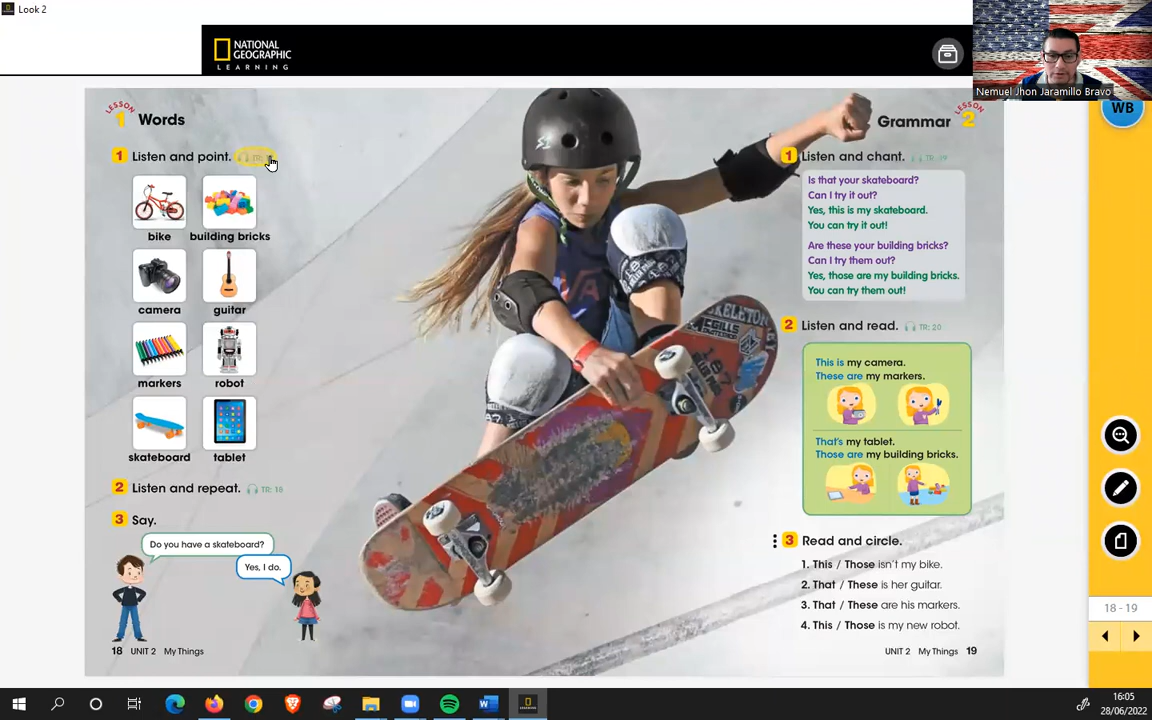 Look 2
NATIONAL
GEOGRAPHIC
LEARNING
Nemuel Jhon Jaramillo Bravo
WB
LESSON
1 Words
1 Listen and point.
bike
building bricks
camera
guitar
markers
robot
skateboard
tablet
2 Listen and repeat. TR: 18
3 Say.
Do you have a skateboard?
Yes, I do.
18 UNIT 2 My Things
LESSON
Grammar 2
1 Listen and chant. TR: 19
Is that your skateboard?
Can I try it out?
Yes, this is my skateboard.
You can try it out!
Are these your building bricks?
Can I try them out?
Yes, those are my building bricks.
You can try them out!
2 Listen and read. TR: 20
This is my camera.
These are my markers.
That's my tablet.
Those are my building bricks.
3 Read and circle.
1. This / Those isn't my bike.
2. That / These is her guitar.
3. That / These are his markers.
4. This / Those is my new robot.
UNIT 2 My Things 19
SKELETON
18 - 19
16:05
28/06/2022